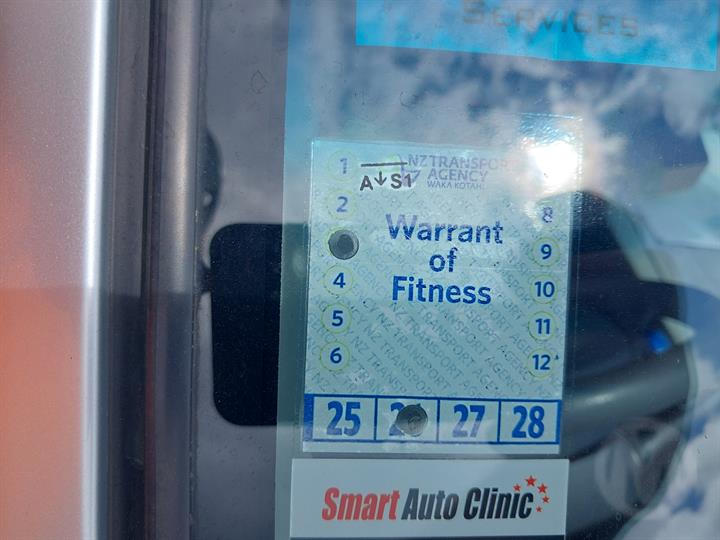 SERVICES
1
NZ TRANSPORT
AGENCY
WAKA KOTAHI
A↓S1
2
8
Warrant
of
Fitness
9
4
10
5
11
6
12
25 27 28
Smart Auto Clinic